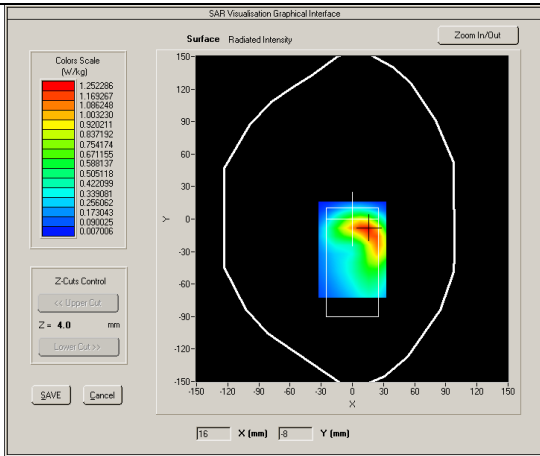 SAR Visualisation Graphical Interface
Surface Radiated Intensity
Zoom In/Out
Colors Scale
(W/kg)
1.252286
1.169267
1.086248
1.003230
0.920211
0.837192
0.754174
0.671155
0.588137
0.505118
0.422099
0.339081
0.256062
0.173043
0.090025
0.007006
150
120
90
60
30
0
-30
-60
-90
-120
-150
Y
-150 -120 -90 -60 -30 0 30 60 90 120 150
X
Z-Cuts Control
<< Upper Cut
Z = 4.0 mm
Lower Cut >>
SAVE Cancel
16 X (mm) -8 Y (mm)